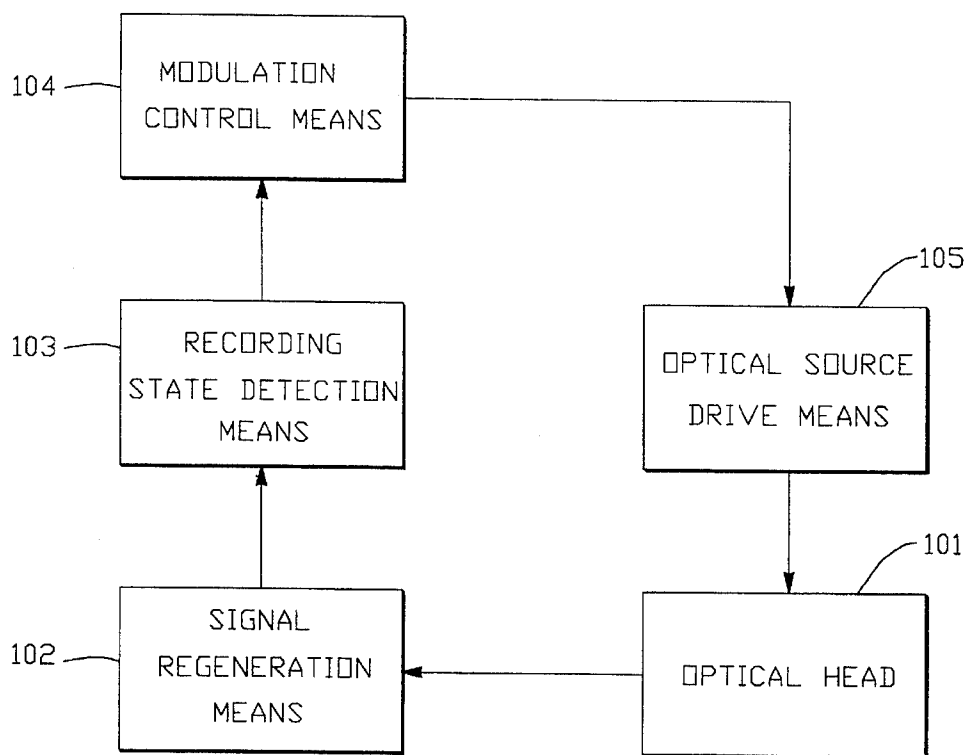 104
MODULATION
CONTROL MEANS
105
103
RECORDING
STATE DETECTION
MEANS
OPTICAL SOURCE
DRIVE MEANS
101
102
SIGNAL
REGENERATION
MEANS
OPTICAL HEAD